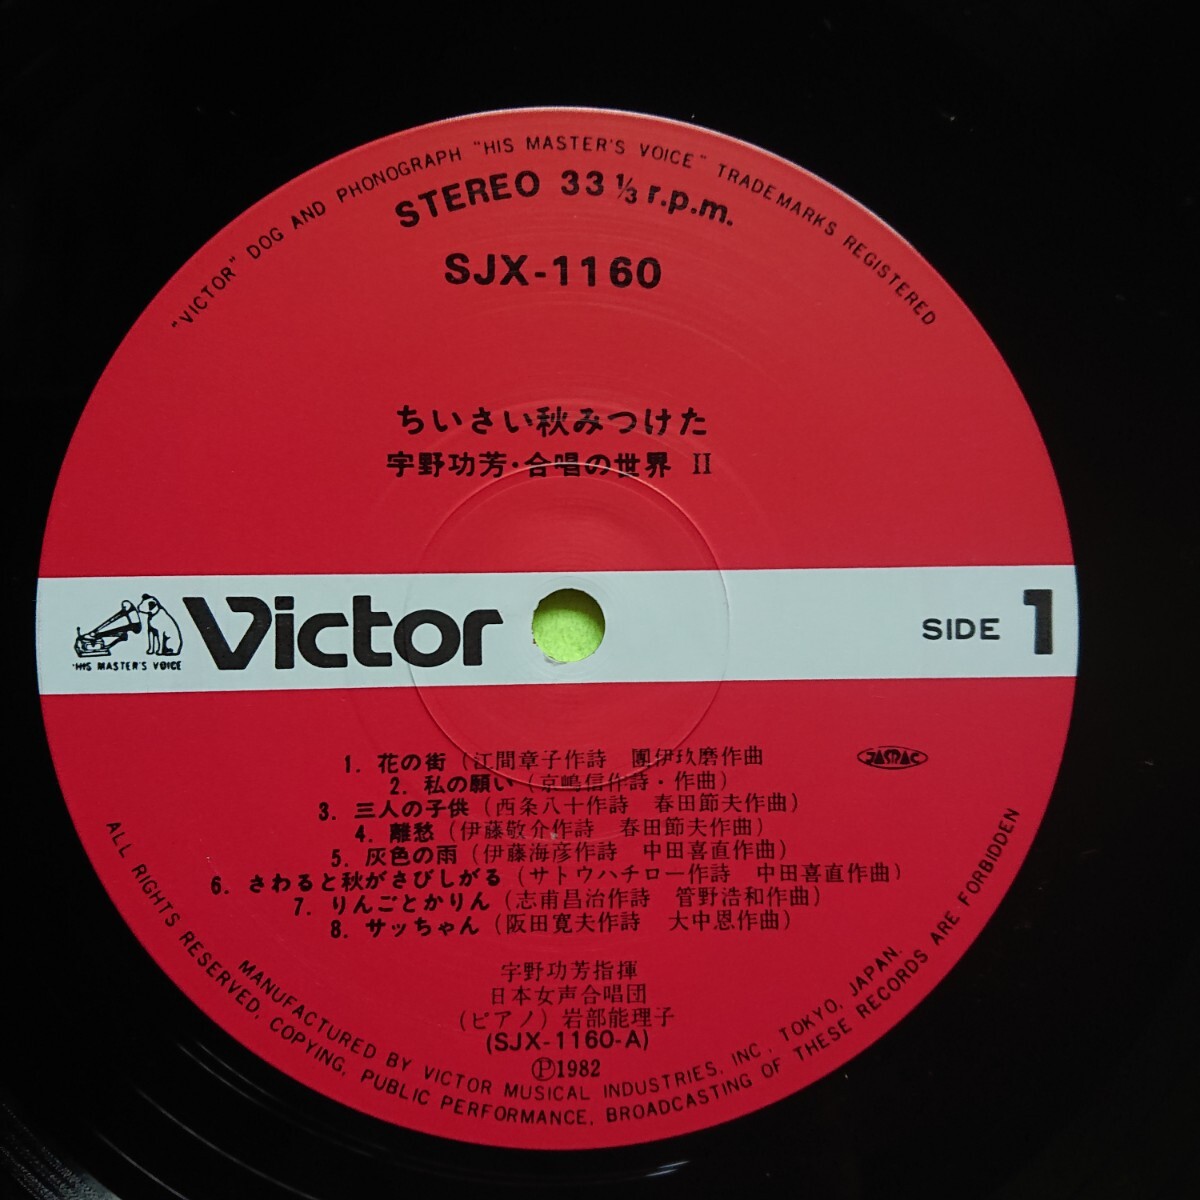 "VICTOR" DOG AND PHONOGRAPH "HIS MASTER'S VOICE" TRADEMARKS REGISTERED
STEREO 33 1/3 r.p.m.
SJX-1160
ちいさい秋みつけた
宇野功芳・合唱の世界 II
"HIS MASTER'S VOICE"
Victor
SIDE 1
1. 花の街 (江間章子作詩 團伊玖磨作曲
JASRAC
2. 私の願い (京嶋信作詩・作曲)
3. 三人の子供 (西条八十作詩 春田節夫作曲)
4. 離愁 (伊藤敬介作詩 春田節夫作曲)
5. 灰色の雨 (伊藤海彦作詩 中田喜直作曲)
6. さわると秋がさびしがる (サトウハチロー作詩 中田喜直作曲)
7. りんごとかりん (志甫昌治作詩 管野浩和作曲)
8. サッちゃん (阪田寛夫作詩 大中恩作曲)
宇野功芳指揮
日本女声合唱団
(ピアノ) 岩部能理子
(SJX-1160-A)
Ⓟ1982
MANUFACTURED BY VICTOR MUSICAL INDUSTRIES, INC., TOKYO, JAPAN.
ALL RIGHTS RESERVED, COPYING, PUBLIC PERFORMANCE, BROADCASTING OF THESE RECORDS ARE FORBIDDEN